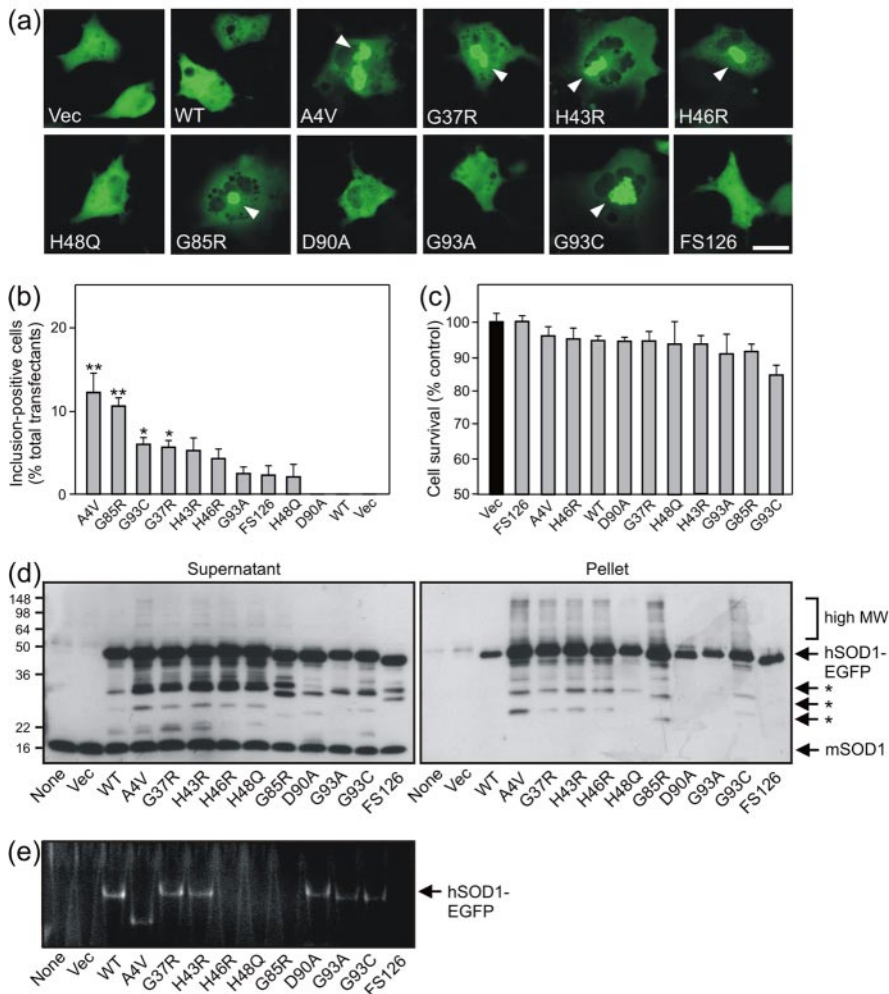 (a)
Vec WT A4V G37R H43R H46R
H48Q G85R D90A G93A G93C FS126
(b)
Inclusion-positive cells
(% total transfectants)
20
10
0
A4V G85R G93C G37R H43R H46R G93A FS126 H48Q D90A WT Vec
** ** * *
(c)
Cell survival (% control)
100
90
80
70
60
50
Vec FS126 A4V H46R WT D90A G37R H48Q H43R G93A G85R G93C
(d)
Supernatant
Pellet
148
98
64
50
36
22
16
high MW
hSOD1-
EGFP
*
*
*
mSOD1
None Vec WT A4V G37R H43R H46R H48Q G85R D90A G93A G93C FS126
None Vec WT A4V G37R H43R H46R H48Q G85R D90A G93A G93C FS126
(e)
hSOD1-
EGFP
None Vec WT A4V G37R H43R H46R H48Q G85R D90A G93A G93C FS126